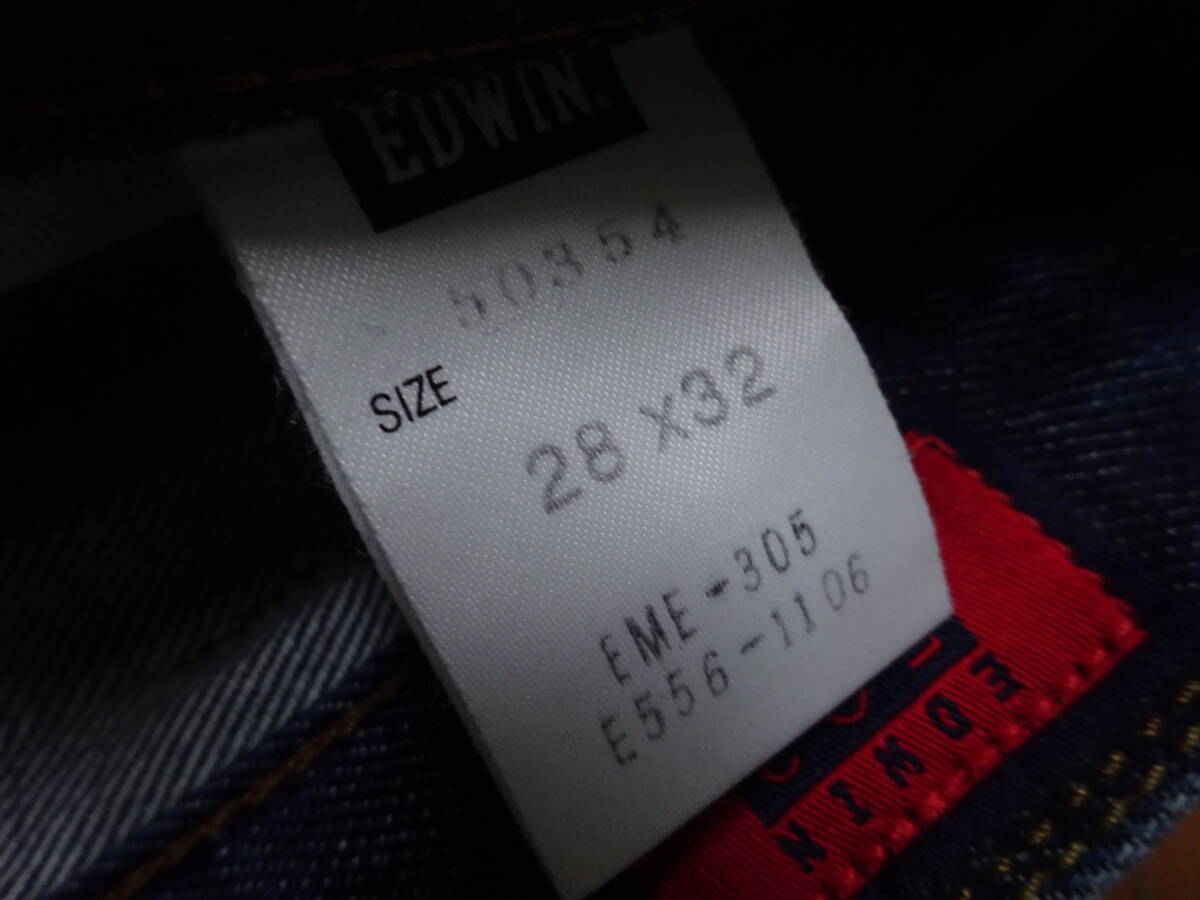 EDWIN.
50354
SIZE
28 x32
EME-305
E556-1106
EDWIN